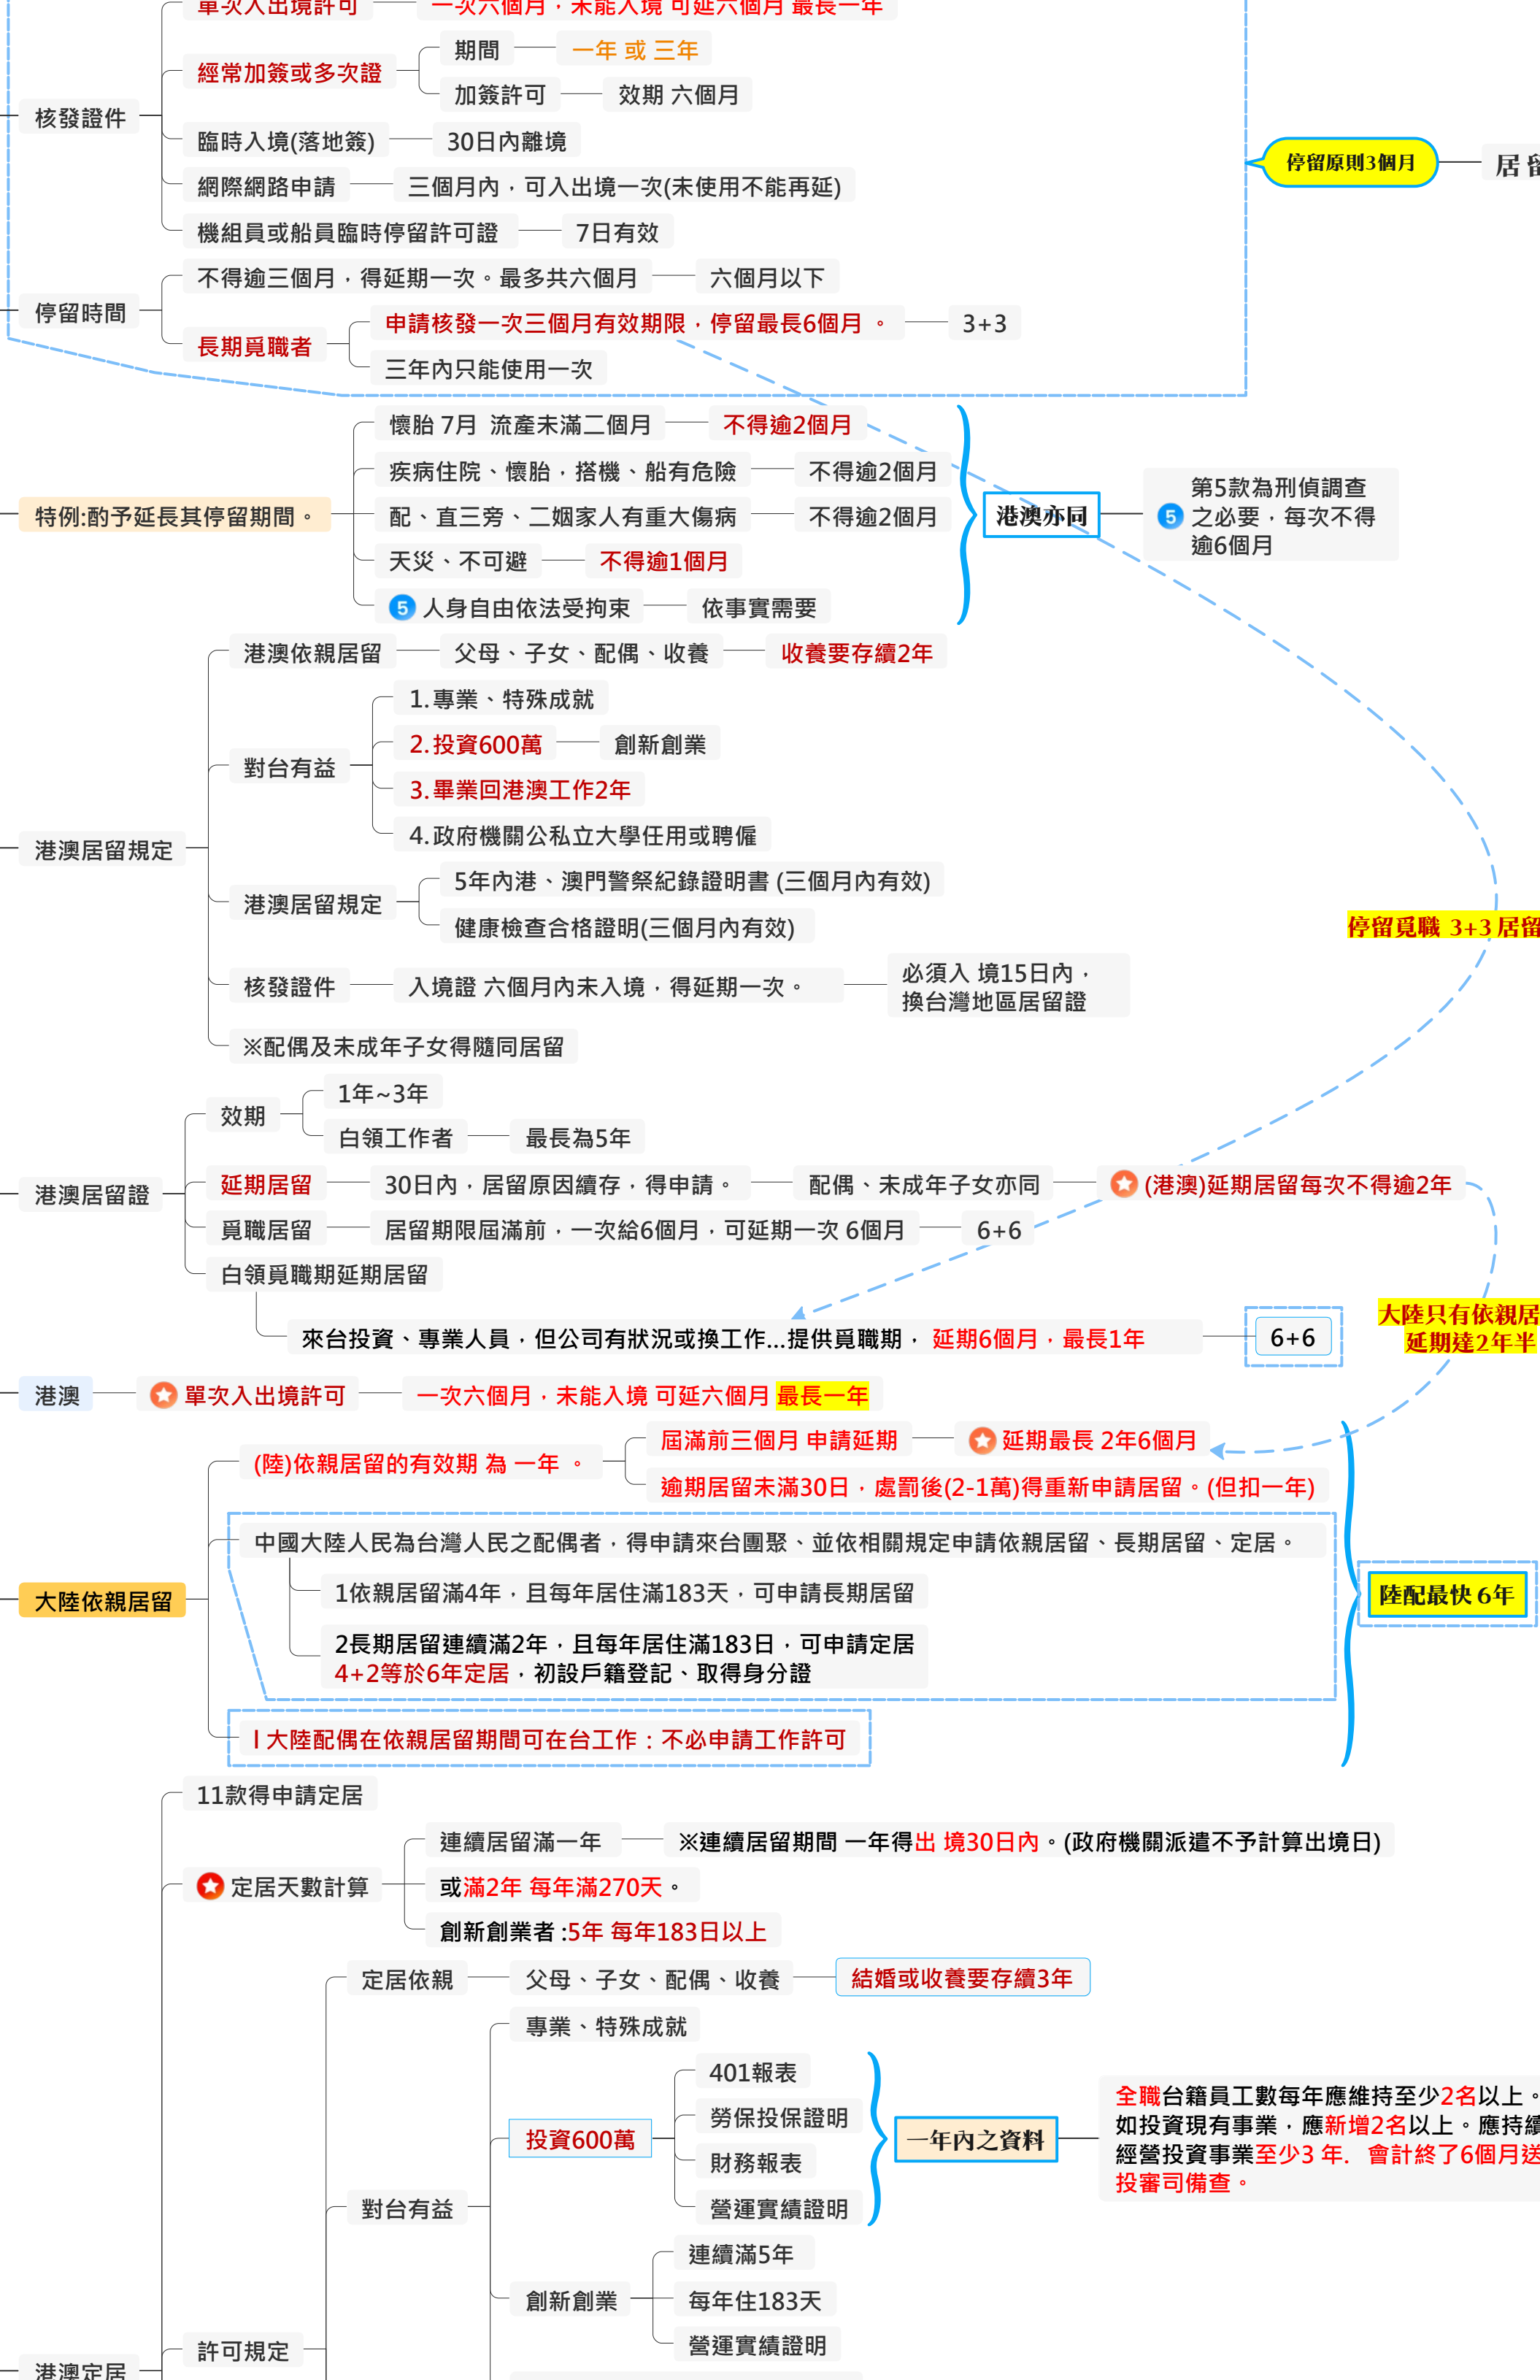 單次入出境許可
一次六個月，未能入境 可延六個月 最長一年
核發證件
經常加簽或多次證
期間
一年 或 三年
加簽許可
效期 六個月
臨時入境(落地簽)
30日內離境
網際網路申請
三個月內，可入出境一次(未使用不能再延)
機組員或船員臨時停留許可證
7日有效
停留原則3個月
居留
停留時間
不得逾三個月，得延期一次。最多共六個月
六個月以下
長期覓職者
申請核發一次三個月有效期限，停留最長6個月 。
3+3
三年內只能使用一次
特例:酌予延長其停留期間。
懷胎 7月 流產未滿二個月
不得逾2個月
疾病住院、懷胎，搭機、船有危險
不得逾2個月
配、直三旁、二姻家人有重大傷病
不得逾2個月
天災、不可避
不得逾1個月
5 人身自由依法受拘束
依事實需要
港澳亦同
5
第5款為刑偵調查
之必要，每次不得
逾6個月
港澳居留規定
港澳依親居留
父母、子女、配偶、收養
收養要存續2年
對台有益
1.專業、特殊成就
2.投資600萬
創新創業
3.畢業回港澳工作2年
4.政府機關公私立大學任用或聘僱
港澳居留規定
5年內港、澳門警祭紀錄證明書 (三個月內有效)
健康檢查合格證明(三個月內有效)
停留覓職 3+3 居留
核發證件
入境證 六個月內未入境，得延期一次。
必須入 境15日內，
換台灣地區居留證
※配偶及未成年子女得隨同居留
港澳居留證
效期
1年~3年
白領工作者
最長為5年
延期居留
30日內，居留原因續存，得申請。
配偶、未成年子女亦同
(港澳)延期居留每次不得逾2年
覓職居留
居留期限屆滿前，一次給6個月，可延期一次 6個月
6+6
白領覓職期延期居留
來台投資、專業人員，但公司有狀況或換工作...提供覓職期， 延期6個月，最長1年
6+6
大陸只有依親居
延期達2年半
港澳
單次入出境許可
一次六個月，未能入境 可延六個月 最長一年
大陸依親居留
(陸)依親居留的有效期 為 一年 。
屆滿前三個月 申請延期
延期最長 2年6個月
逾期居留未滿30日，處罰後(2-1萬)得重新申請居留。(但扣一年)
中國大陸人民為台灣人民之配偶者，得申請來台團聚、並依相關規定申請依親居留、長期居留、定居。
1依親居留滿4年，且每年居住滿183天，可申請長期居留
2長期居留連續滿2年，且每年居住滿183日，可申請定居
4+2等於6年定居，初設戶籍登記、取得身分證
l 大陸配偶在依親居留期間可在台工作：不必申請工作許可
陸配最快 6年
港澳定居
11款得申請定居
定居天數計算
連續居留滿一年
※連續居留期間 一年得出 境30日內。(政府機關派遣不予計算出境日)
或滿2年 每年滿270天。
創新創業者 :5年 每年183日以上
許可規定
定居依親
父母、子女、配偶、收養
結婚或收養要存續3年
對台有益
專業、特殊成就
投資600萬
401報表
勞保投保證明
財務報表
營運實績證明
一年內之資料
全職台籍員工數每年應維持至少2名以上。
如投資現有事業，應新增2名以上。應持續
經營投資事業至少3 年. 會計終了6個月送
投審司備查。
創新創業
連續滿5年
每年住183天
營運實績證明